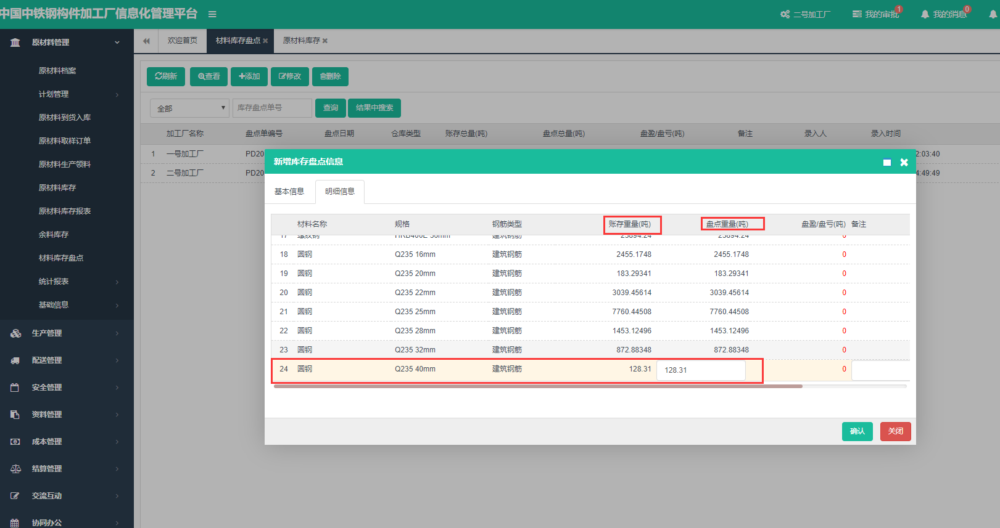 中国中铁钢构件加工厂信息化管理平台
二号加工厂 我的审批 1 我的消息 0
原材料管理
原材料档案
计划管理
原材料到货入库
原材料取样订单
原材料生产领料
原材料库存
原材料库存报表
余料库存
材料库存盘点
统计报表
基础信息
生产管理
配送管理
安全管理
资料管理
成本管理
结算管理
交流互动
协同办公
欢迎首页 材料库存盘点 原材料库存
刷新 查看 添加 修改 删除
全部 库存盘点单号 查询 结果中搜索
加工厂名称 盘点单编号 盘点日期 仓库类型 账存总量(吨) 盘点总量(吨) 盘盈/盘亏(吨) 备注 录入人 录入时间
1 一号加工厂 PD20 2:03:40
2 二号加工厂 PD20 4:49:49
新增库存盘点信息
基本信息 明细信息
材料名称 规格 钢筋类型 账存重量(吨) 盘点重量(吨) 盘盈/盘亏(吨) 备注
17 螺纹钢 建筑钢筋 23894.24 23894.24 0
18 圆钢 Q235 16mm 建筑钢筋 2455.1748 2455.1748 0
19 圆钢 Q235 20mm 建筑钢筋 183.29341 183.29341 0
20 圆钢 Q235 22mm 建筑钢筋 3039.45614 3039.45614 0
21 圆钢 Q235 25mm 建筑钢筋 7760.44508 7760.44508 0
22 圆钢 Q235 28mm 建筑钢筋 1453.12496 1453.12496 0
23 圆钢 Q235 32mm 建筑钢筋 872.88348 872.88348 0
24 圆钢 Q235 40mm 建筑钢筋 128.31 128.31 0
确认 关闭